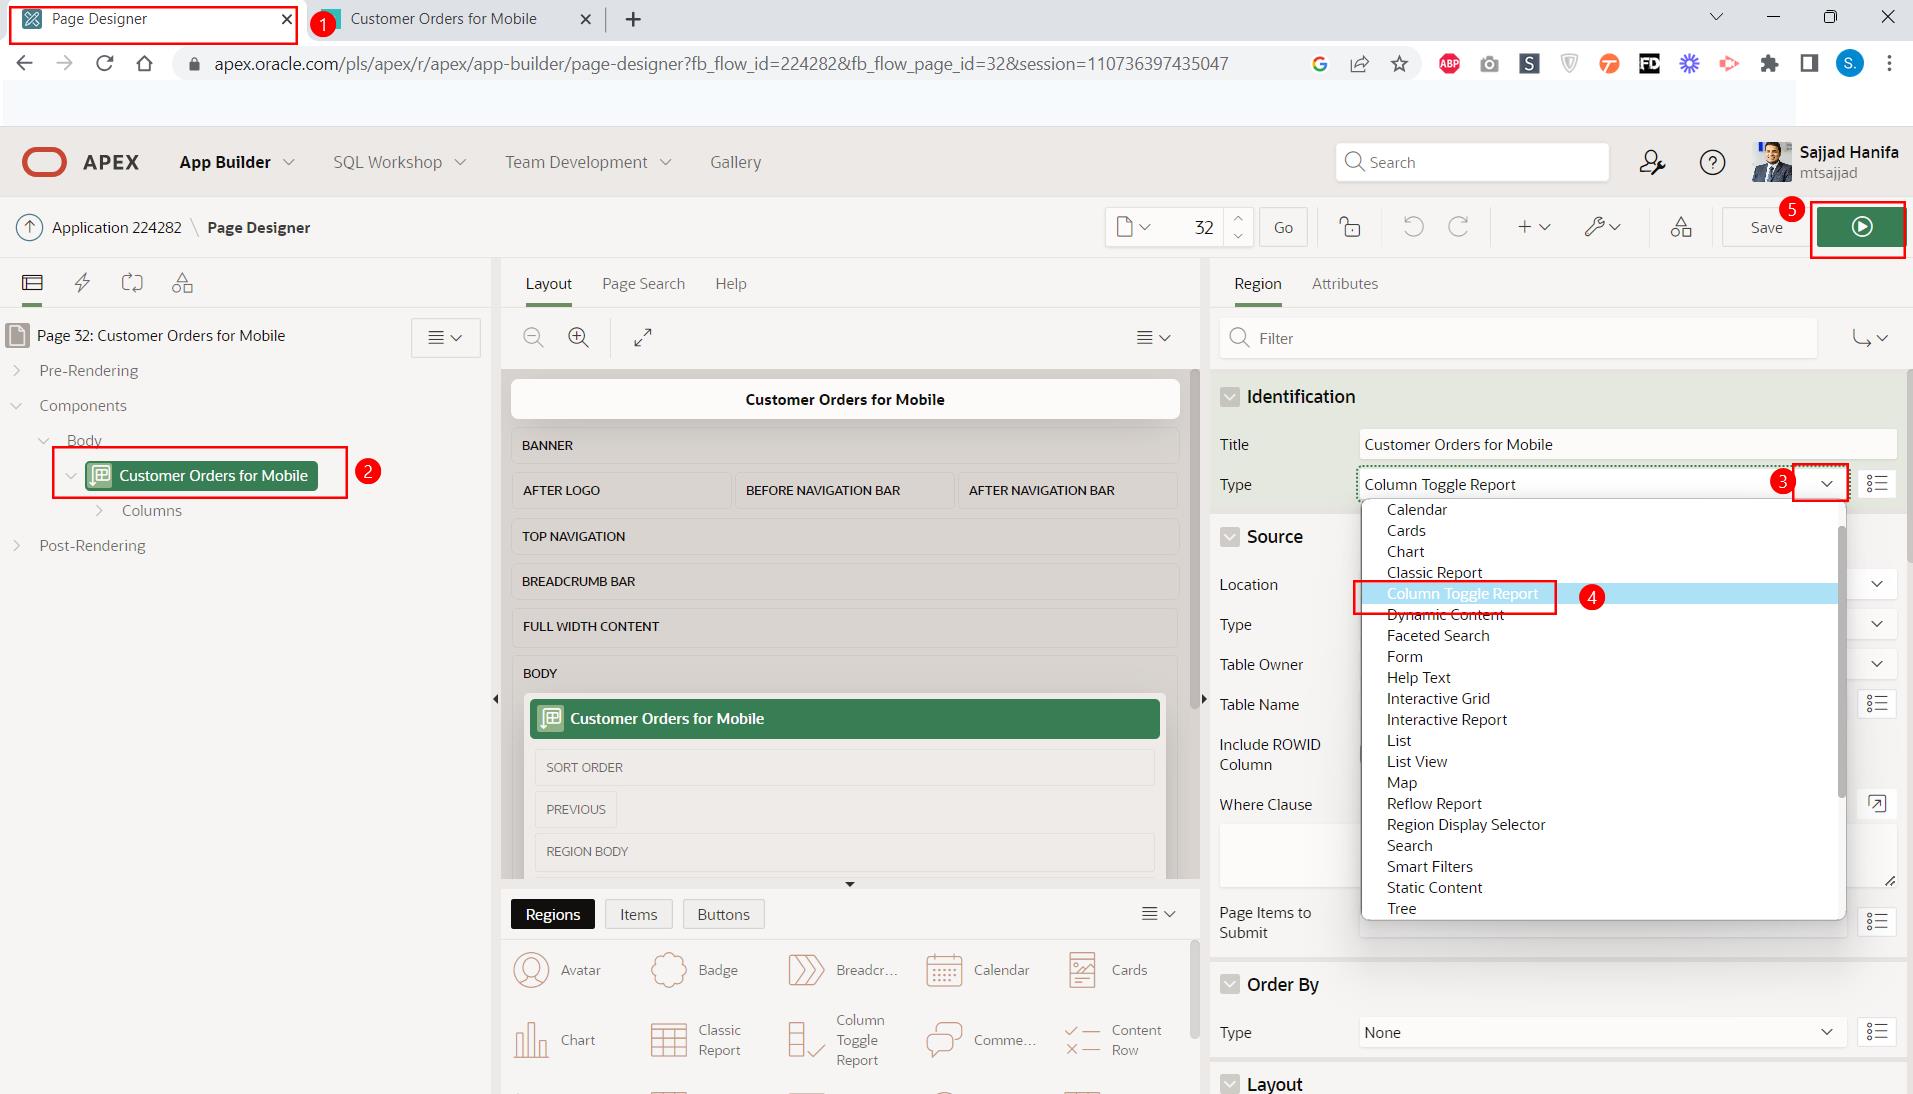 Page Designer
1
Customer Orders for Mobile
apex.oracle.com/pls/apex/r/apex/app-builder/page-designer?fb_flow_id=224282&fb_flow_page_id=32&session=110736397435047
ABP
S
FD
S.
APEX
App Builder
SQL Workshop
Team Development
Gallery
Search
Sajjad Hanifa
mtsajjad
Application 224282
Page Designer
32
Go
Save
5
Layout
Page Search
Help
Region
Attributes
Page 32: Customer Orders for Mobile
Pre-Rendering
Components
Body
Customer Orders for Mobile
2
Columns
Post-Rendering
Customer Orders for Mobile
BANNER
AFTER LOGO
BEFORE NAVIGATION BAR
AFTER NAVIGATION BAR
TOP NAVIGATION
BREADCRUMB BAR
FULL WIDTH CONTENT
BODY
Customer Orders for Mobile
SORT ORDER
PREVIOUS
REGION BODY
Regions
Items
Buttons
Avatar
Badge
Breadcr...
Calendar
Cards
Chart
Classic Report
Column Toggle Report
Comme...
Content Row
Filter
Identification
Title
Customer Orders for Mobile
Type
Column Toggle Report
3
Calendar
Cards
Chart
Classic Report
Column Toggle Report
4
Dynamic Content
Faceted Search
Form
Help Text
Interactive Grid
Interactive Report
List
List View
Map
Reflow Report
Region Display Selector
Search
Smart Filters
Static Content
Tree
Source
Location
Type
Table Owner
Table Name
Include ROWID
Column
Where Clause
Page Items to
Submit
Order By
Type
None
Layout